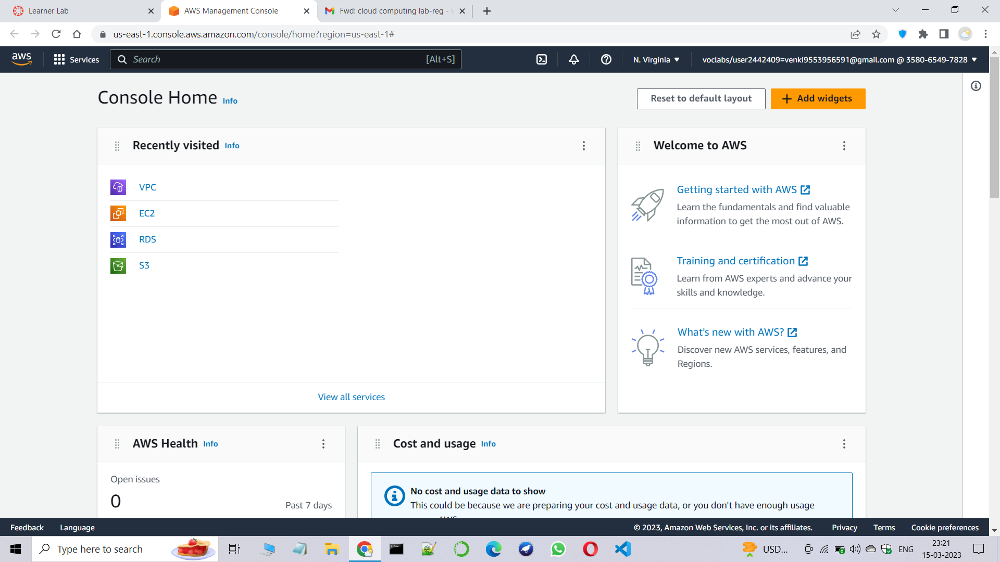 Learner Lab
AWS Management Console
Fwd: cloud computing lab-reg -
us-east-1.console.aws.amazon.com/console/home?region=us-east-1#
aws
Services
Search
[Alt+S]
N. Virginia
voclabs/user2442409=venki9553956591@gmail.com @ 3580-6549-7828
Console Home Info
Reset to default layout
Add widgets
Recently visited Info
VPC
EC2
RDS
S3
View all services
Welcome to AWS
Getting started with AWS
Learn the fundamentals and find valuable
information to get the most out of AWS.
Training and certification
Learn from AWS experts and advance your
skills and knowledge.
What's new with AWS?
Discover new AWS services, features, and
Regions.
AWS Health Info
Open issues
0
Past 7 days
Cost and usage Info
No cost and usage data to show
This could be because we are preparing your cost and usage data, or you don't have enough usage
Feedback
Language
© 2023, Amazon Web Services, Inc. or its affiliates.
Privacy
Terms
Cookie preferences
Type here to search
USD...
ENG
23:21
15-03-2023